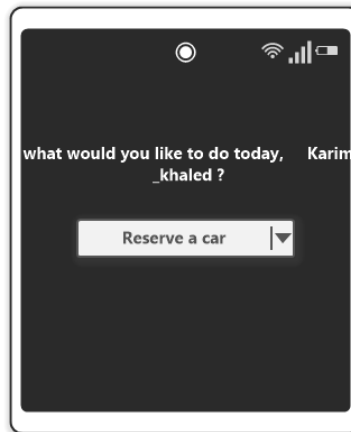 what would you like to do today, Karim
_khaled ?
Reserve a car